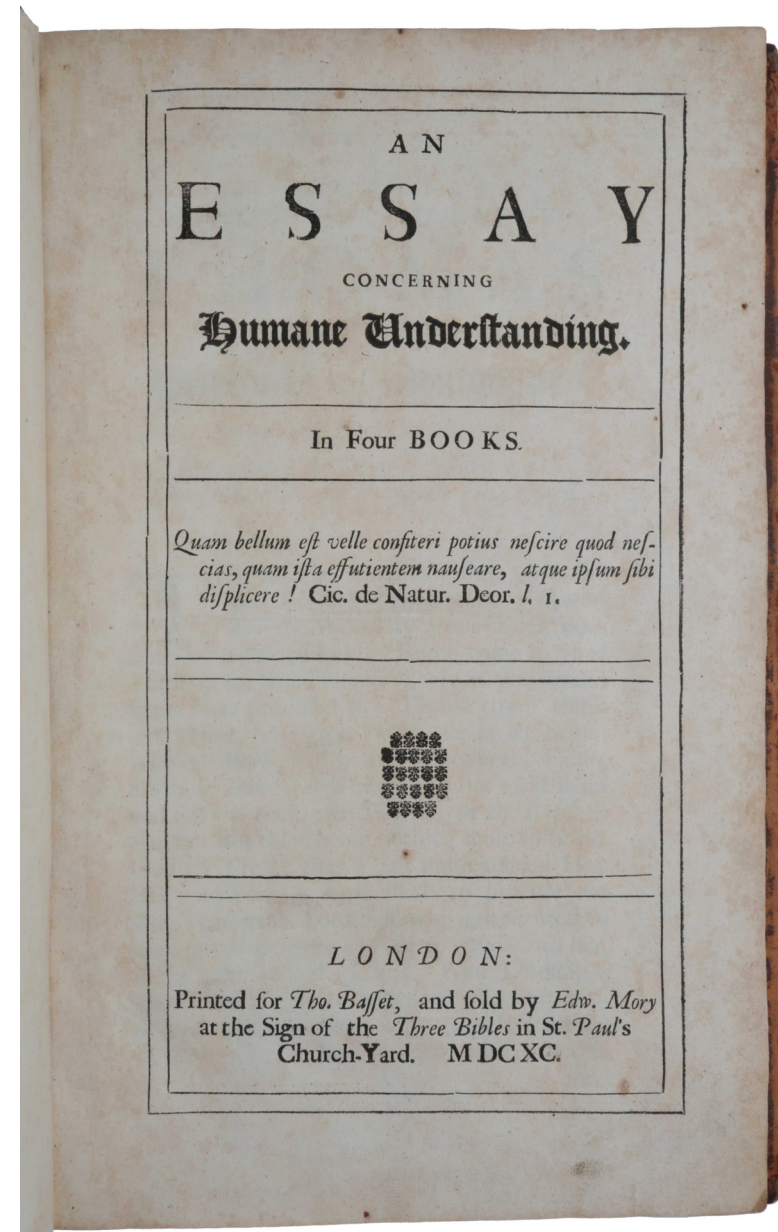 AN
ESSAY
CONCERNING
Humane Underſtanding.
In Four BOOKS.
Quam bellum eſt velle confiteri potius neſcire quod neſ-
cias, quam iſta effutientem nauſeare, atque ipſum ſibi
diſplicere ! Cic. de Natur. Deor. l. 1.
LONDON:
Printed for Tho. Baſſet, and ſold by Edw. Mory
at the Sign of the Three Bibles in St. Paul's
Church-Yard. MDCXC.